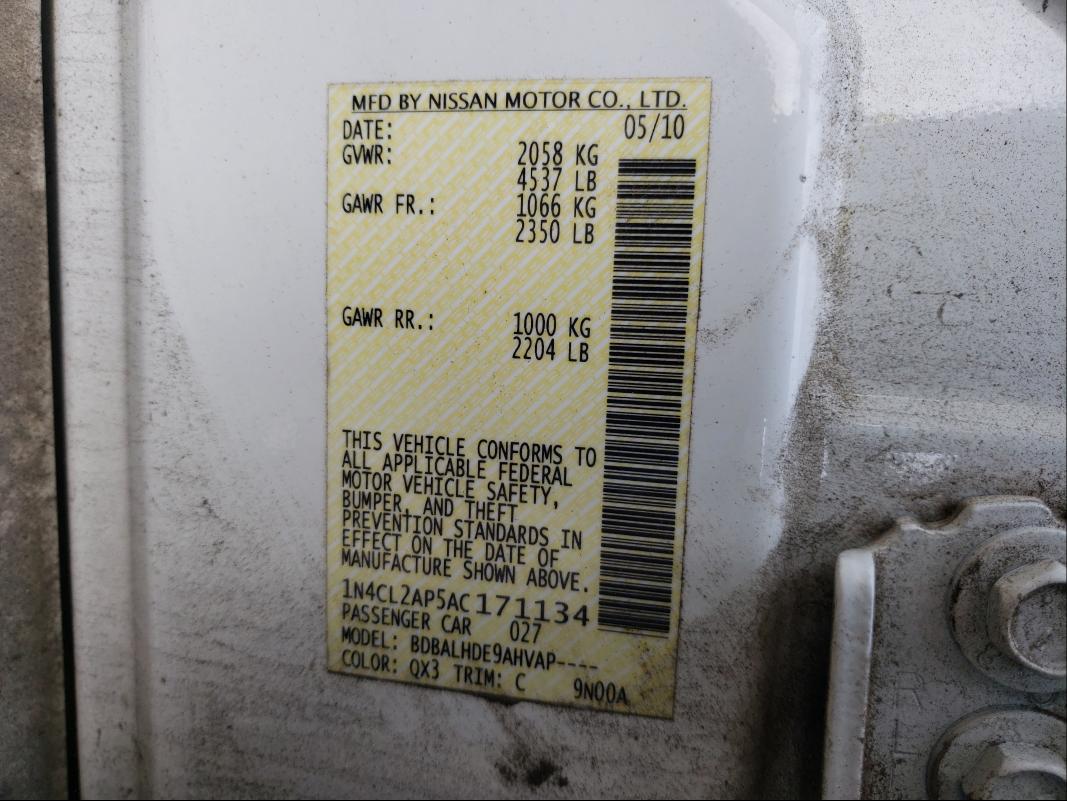 MFD BY NISSAN MOTOR CO., LTD.
DATE: 05/10
GVWR: 2058 KG
4537 LB
GAWR FR.: 1066 KG
2350 LB
GAWR RR.: 1000 KG
2204 LB
THIS VEHICLE CONFORMS TO
ALL APPLICABLE FEDERAL
MOTOR VEHICLE SAFETY,
BUMPER, AND THEFT
PREVENTION STANDARDS IN
EFFECT ON THE DATE OF
MANUFACTURE SHOWN ABOVE.
1N4CL2AP5AC171134
PASSENGER CAR 027
MODEL: BDBALHDE9AHVAP----
COLOR: QX3 TRIM: C 9N00A